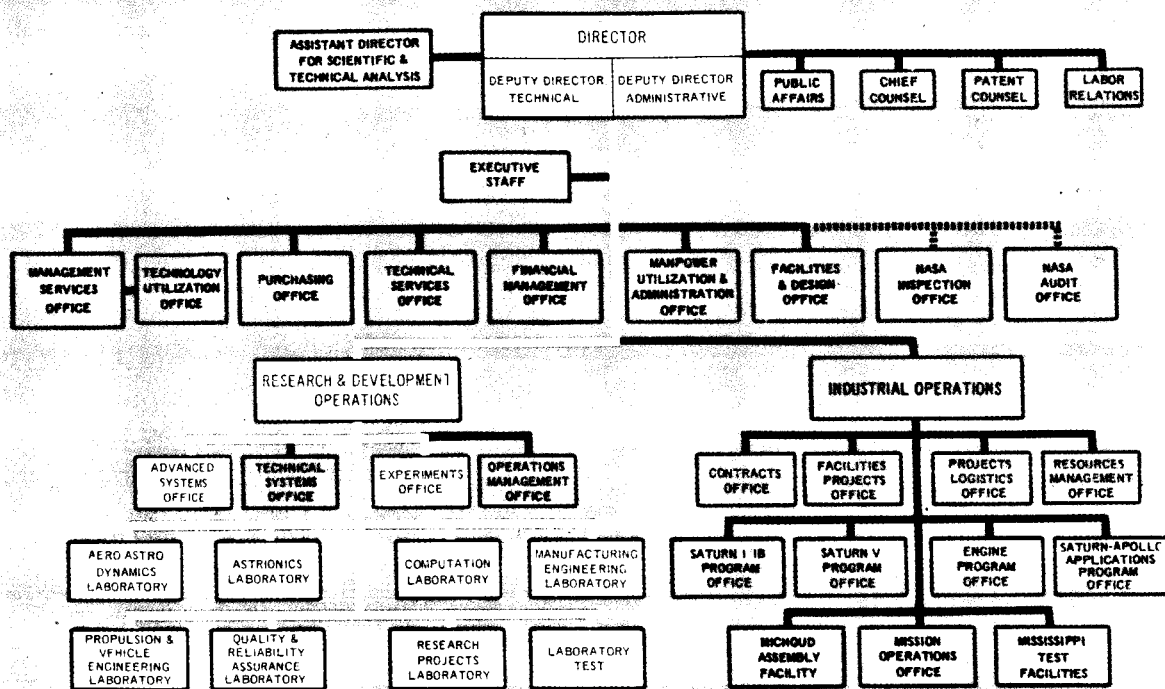 DIRECTOR
ASSISTANT DIRECTOR
FOR SCIENTIFIC &
TECHNICAL ANALYSIS
DEPUTY DIRECTOR
TECHNICAL
DEPUTY DIRECTOR
ADMINISTRATIVE
PUBLIC
AFFAIRS
CHIEF
COUNSEL
PATENT
COUNSEL
LABOR
RELATIONS
EXECUTIVE
STAFF
MANAGEMENT
SERVICES
OFFICE
TECHNOLOGY
UTILIZATION
OFFICE
PURCHASING
OFFICE
TECHNICAL
SERVICES
OFFICE
FINANCIAL
MANAGEMENT
OFFICE
MANPOWER
UTILIZATION &
ADMINISTRATION
OFFICE
FACILITIES
& DESIGN
OFFICE
NASA
INSPECTION
OFFICE
NASA
AUDIT
OFFICE
RESEARCH & DEVELOPMENT
OPERATIONS
INDUSTRIAL OPERATIONS
ADVANCED
SYSTEMS
OFFICE
TECHNICAL
SYSTEMS
OFFICE
EXPERIMENTS
OFFICE
OPERATIONS
MANAGEMENT
OFFICE
CONTRACTS
OFFICE
FACILITIES
PROJECTS
OFFICE
PROJECTS
LOGISTICS
OFFICE
RESOURCES
MANAGEMENT
OFFICE
AERO ASTRO
DYNAMICS
LABORATORY
ASTRIONICS
LABORATORY
COMPUTATION
LABORATORY
MANUFACTURING
ENGINEERING
LABORATORY
SATURN I IB
PROGRAM
OFFICE
SATURN V
PROGRAM
OFFICE
ENGINE
PROGRAM
OFFICE
SATURN-APOLLO
APPLICATIONS
PROGRAM
OFFICE
PROPULSION &
VEHICLE
ENGINEERING
LABORATORY
QUALITY &
RELIABILITY
ASSURANCE
LABORATORY
RESEARCH
PROJECTS
LABORATORY
LABORATORY
TEST
MICHOUD
ASSEMBLY
FACILITY
MISSION
OPERATIONS
OFFICE
MISSISSIPPI
TEST
FACILITIES